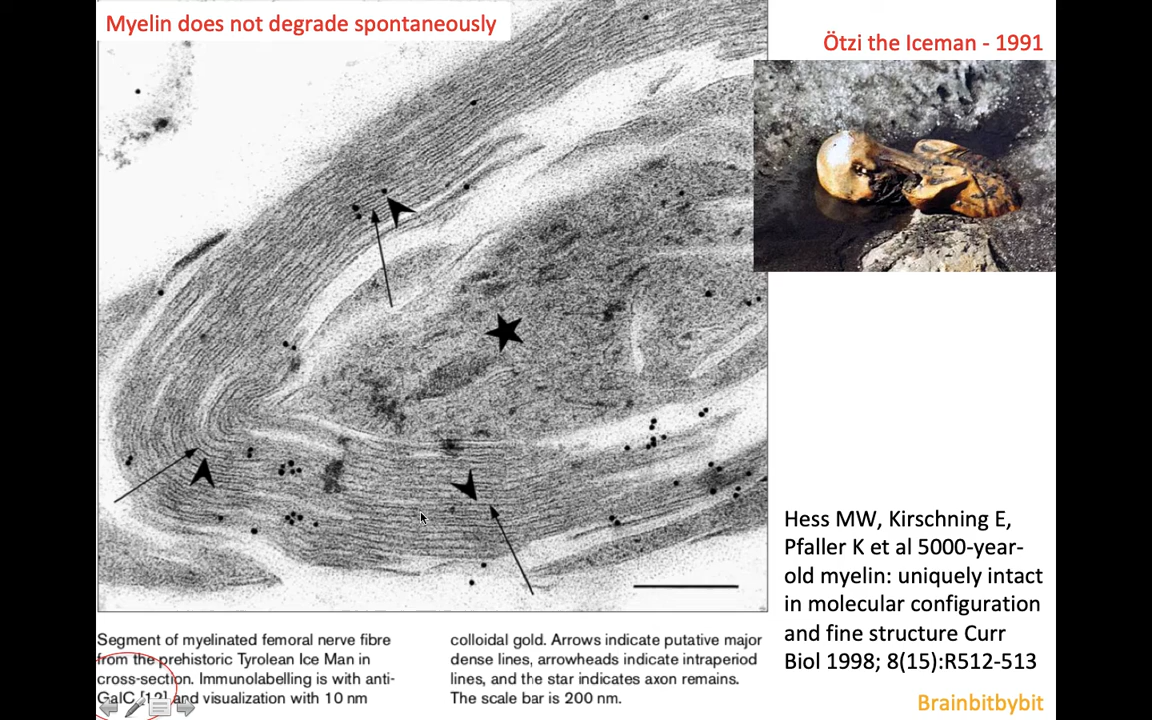 Myelin does not degrade spontaneously
Ötzi the Iceman - 1991
Hess MW, Kirschning E,
Pfaller K et al 5000-year-
old myelin: uniquely intact
in molecular configuration
and fine structure Curr
Biol 1998; 8(15):R512-513
Segment of myelinated femoral nerve fibre
from the prehistoric Tyrolean Ice Man in
cross-section. Immunolabelling is with anti-
GalC [12] and visualization with 10 nm
colloidal gold. Arrows indicate putative major
dense lines, arrowheads indicate intraperiod
lines, and the star indicates axon remains.
The scale bar is 200 nm.
Brainbitbybit